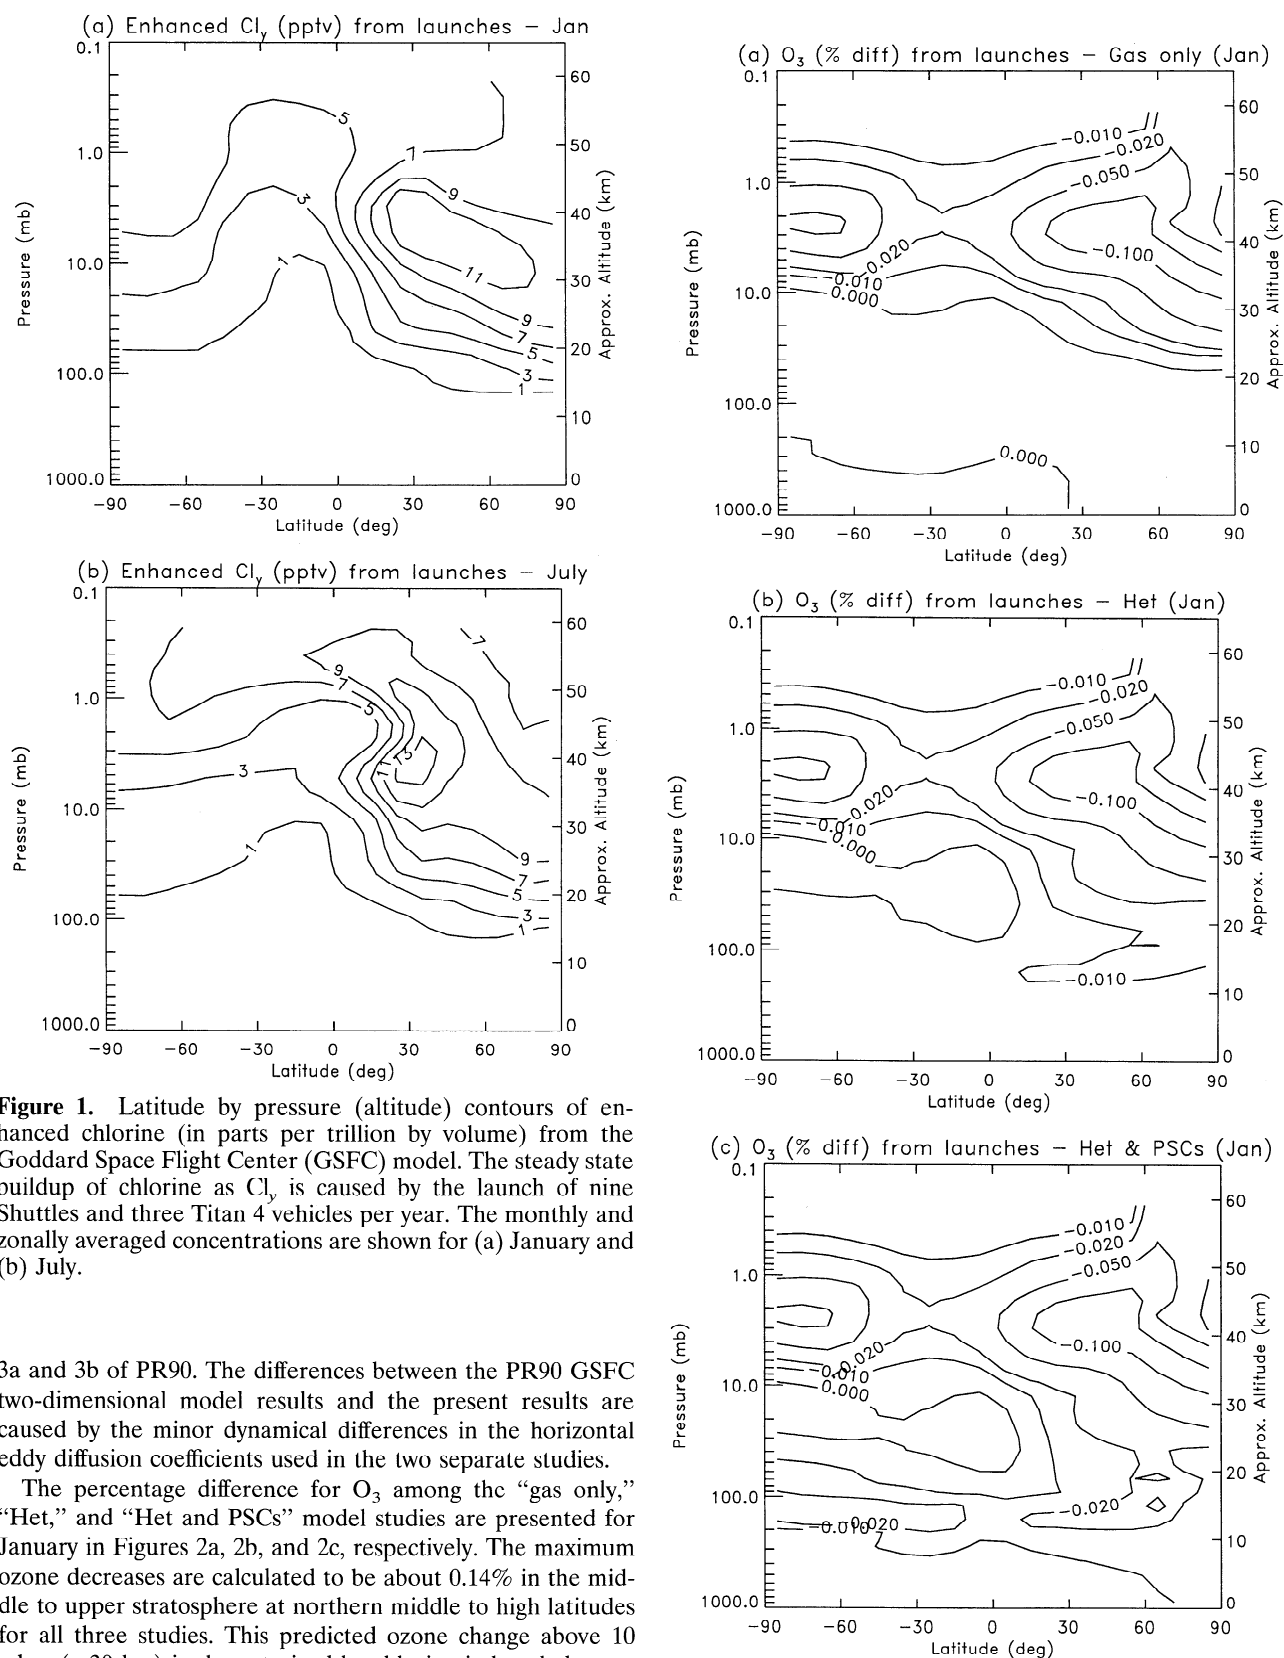 (a) Enhanced Cly (pptv) from launches – Jan
0.1
1.0
10.0
100.0
1000.0
Pressure (mb)
60
50
40
30
20
10
0
Approx. Altitude (km)
5
7
9
3
1
11
9
7
5
3
1
-90 -60 -30 0 30 60 90
Latitude (deg)
(b) Enhanced Cly (pptv) from launches – July
0.1
1.0
10.0
100.0
1000.0
Pressure (mb)
60
50
40
30
20
10
0
Approx. Altitude (km)
7
9
7
5
3
11
13
1
9
7
5
3
1
-90 -60 -30 0 30 60 90
Latitude (deg)
Figure 1. Latitude by pressure (altitude) contours of en-
hanced chlorine (in parts per trillion by volume) from the
Goddard Space Flight Center (GSFC) model. The steady state
buildup of chlorine as Cly is caused by the launch of nine
Shuttles and three Titan 4 vehicles per year. The monthly and
zonally averaged concentrations are shown for (a) January and
(b) July.
3a and 3b of PR90. The differences between the PR90 GSFC
two-dimensional model results and the present results are
caused by the minor dynamical differences in the horizontal
eddy diffusion coefficients used in the two separate studies.
The percentage difference for O3 among the “gas only,”
“Het,” and “Het and PSCs” model studies are presented for
January in Figures 2a, 2b, and 2c, respectively. The maximum
ozone decreases are calculated to be about 0.14% in the mid-
dle to upper stratosphere at northern middle to high latitudes
for all three studies. This predicted ozone change above 10
(a) O3 (% diff) from launches – Gas only (Jan)
0.1
1.0
10.0
100.0
1000.0
Pressure (mb)
60
50
40
30
20
10
0
Approx. Altitude (km)
-0.010
-0.020
-0.050
-0.020
-0.100
-0.010
0.000
0.000
-90 -60 -30 0 30 60 90
Latitude (deg)
(b) O3 (% diff) from launches – Het (Jan)
0.1
1.0
10.0
100.0
1000.0
Pressure (mb)
60
50
40
30
20
10
0
Approx. Altitude (km)
-0.010
-0.020
-0.050
-0.020
-0.100
-0.010
0.000
-0.010
-90 -60 -30 0 30 60 90
Latitude (deg)
(c) O3 (% diff) from launches – Het & PSCs (Jan)
0.1
1.0
10.0
100.0
1000.0
Pressure (mb)
60
50
40
30
20
10
0
Approx. Altitude (km)
-0.010
-0.020
-0.050
-0.100
-0.020
-0.010
0.000
-0.020
-0.010
-90 -60 -30 0 30 60 90
Latitude (deg)